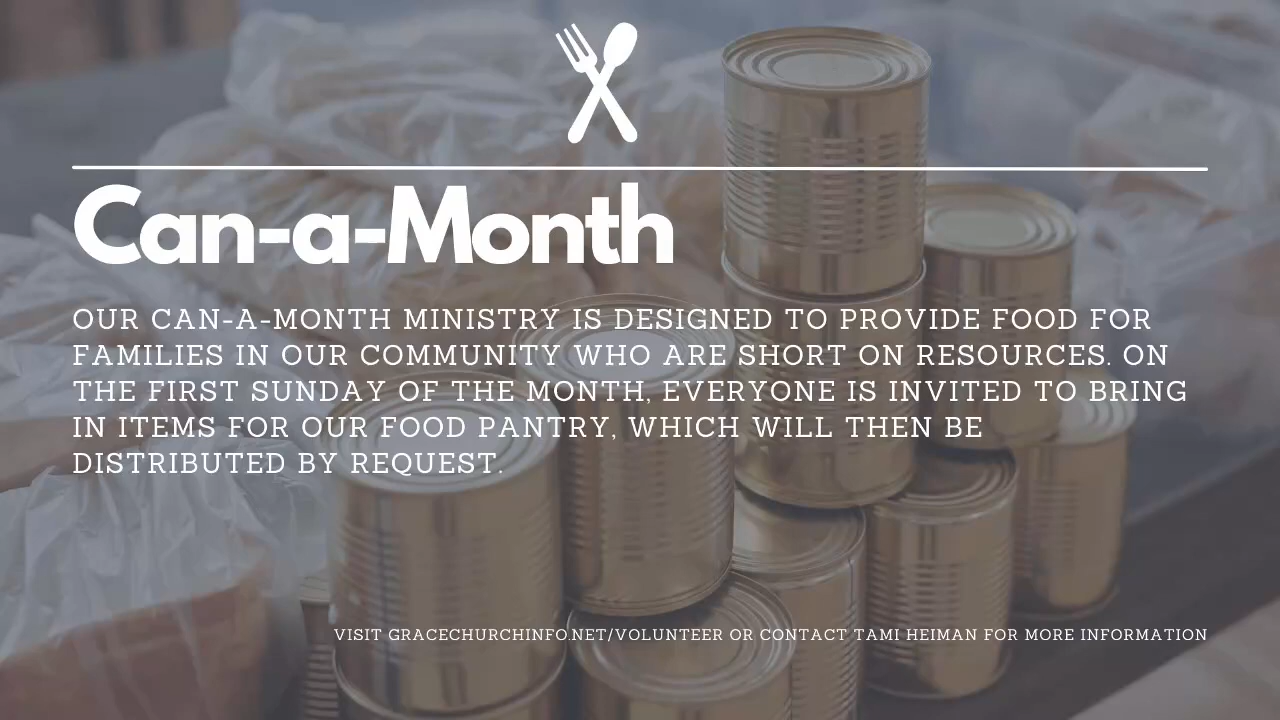 Can-a-Month
OUR CAN-A-MONTH MINISTRY IS DESIGNED TO PROVIDE FOOD FOR
FAMILIES IN OUR COMMUNITY WHO ARE SHORT ON RESOURCES. ON
THE FIRST SUNDAY OF THE MONTH, EVERYONE IS INVITED TO BRING
IN ITEMS FOR OUR FOOD PANTRY, WHICH WILL THEN BE
DISTRIBUTED BY REQUEST.
VISIT GRACECHURCHINFO.NET/VOLUNTEER OR CONTACT TAMI HEIMAN FOR MORE INFORMATION